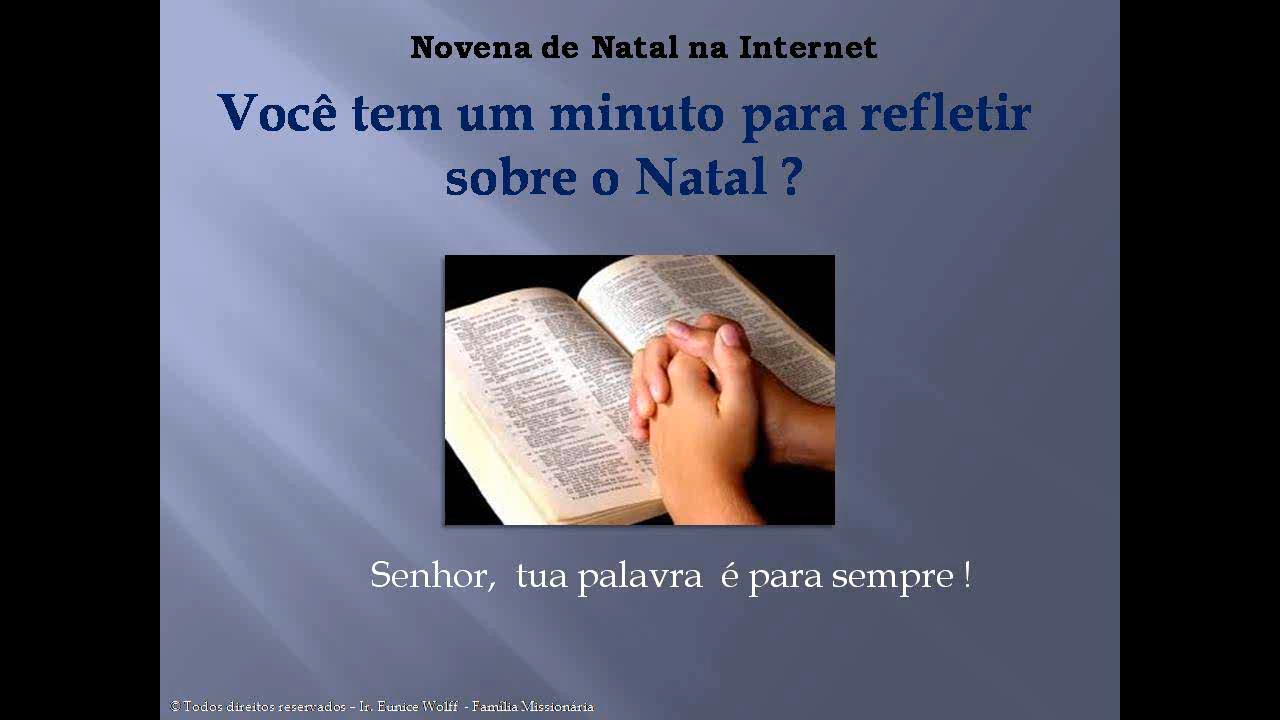 Novena de Natal na Internet
Você tem um minuto para refletir
sobre o Natal ?
Senhor, tua palavra é para sempre !
© Todos direitos reservados - Ir. Eunice Wolff - Família Missionária